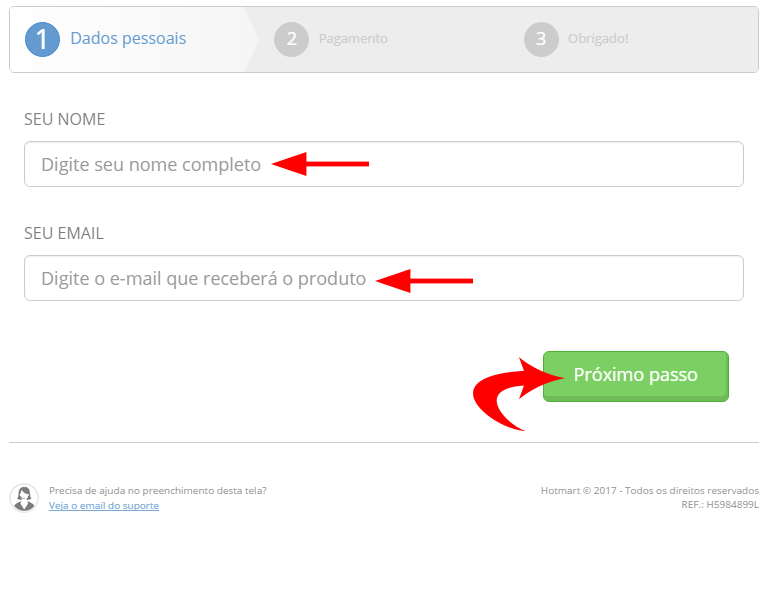 1 Dados pessoais 2 Pagamento 3 Obrigado!
SEU NOME
Digite seu nome completo
SEU EMAIL
Digite o e-mail que receberá o produto
Próximo passo
Precisa de ajuda no preenchimento desta tela?
Veja o email do suporte
Hotmart © 2017 - Todos os direitos reservados
REF.: H5984899L